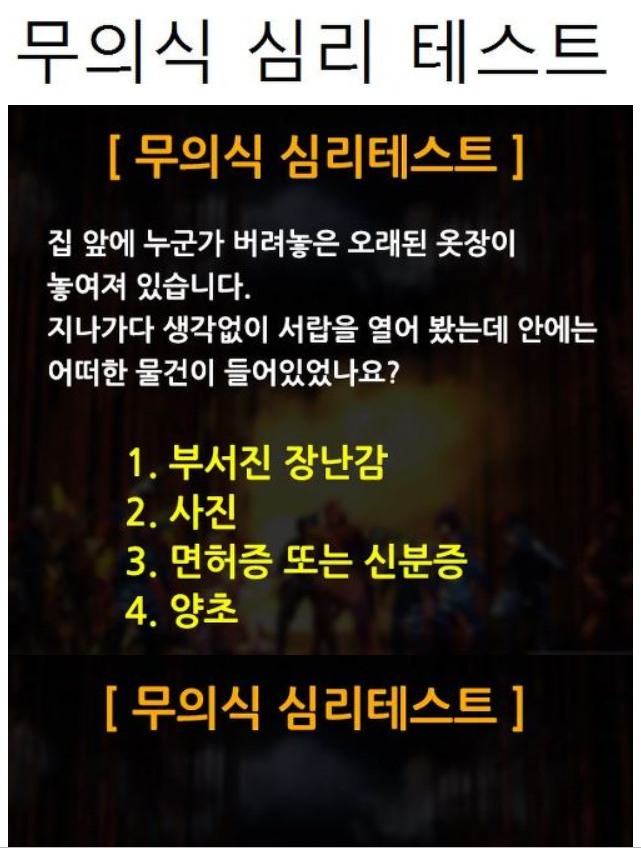 무의식 심리 테스트
[ 무의식 심리테스트 ]
집 앞에 누군가 버려놓은 오래된 옷장이
놓여져 있습니다.
지나가다 생각없이 서랍을 열어 봤는데 안에는
어떠한 물건이 들어있었나요?
1. 부서진 장난감
2. 사진
3. 면허증 또는 신분증
4. 양초
[ 무의식 심리테스트 ]